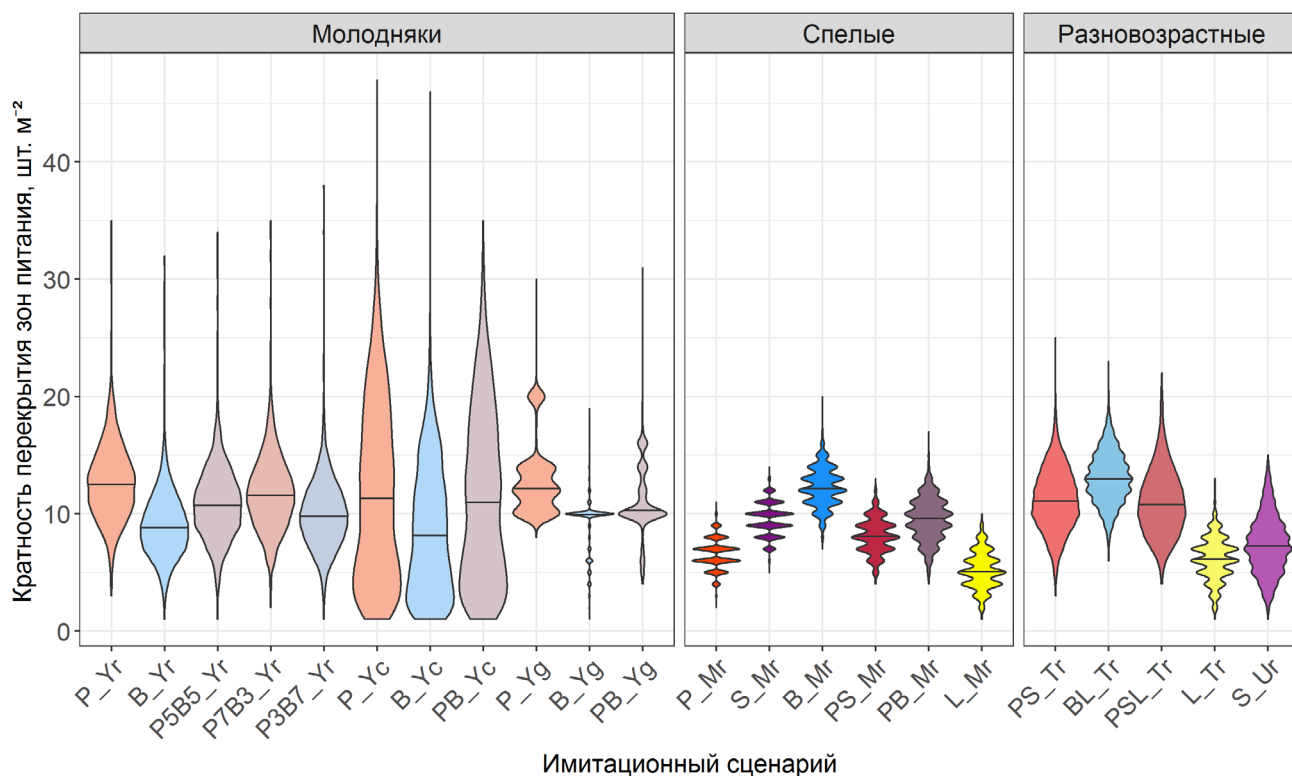 Молодняки
Спелые
Разновозрастные
Кратность перекрытия зон питания, шт. м⁻²
40
30
20
10
0
P_Yr
B_Yr
P5B5_Yr
P7B3_Yr
P3B7_Yr
P_Yc
B_Yc
PB_Yc
P_Yg
B_Yg
PB_Yg
P_Mr
S_Mr
B_Mr
PS_Mr
PB_Mr
L_Mr
PS_Tr
BL_Tr
PSL_Tr
L_Tr
S_Ur
Имитационный сценарий